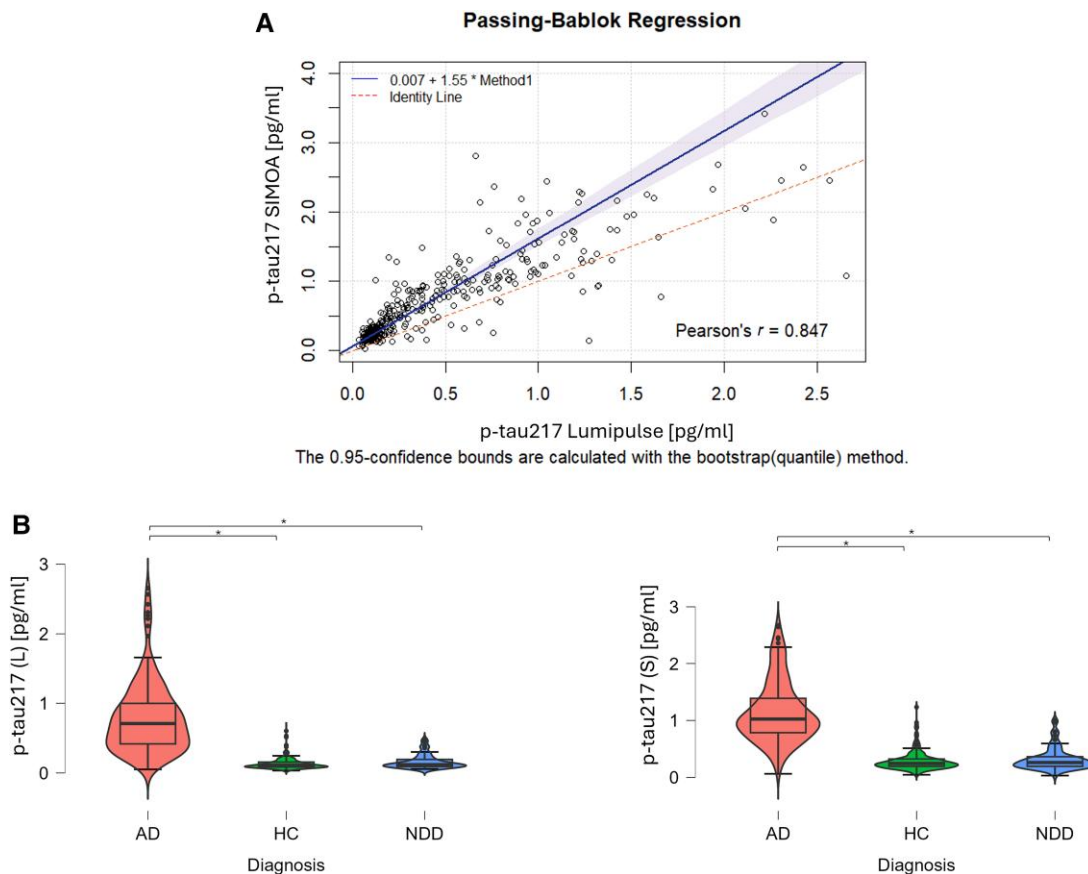 A
Passing-Bablok Regression
0.007 + 1.55 * Method1
Identity Line
p-tau217 SIMOA [pg/ml]
4.0
3.0
2.0
1.0
0.0
Pearson's r = 0.847
0.0 0.5 1.0 1.5 2.0 2.5
p-tau217 Lumipulse [pg/ml]
The 0.95-confidence bounds are calculated with the bootstrap(quantile) method.
B
*
*
p-tau217 (L) [pg/ml]
3
2
1
0
AD HC NDD
Diagnosis
*
*
p-tau217 (S) [pg/ml]
3
2
1
0
AD HC NDD
Diagnosis